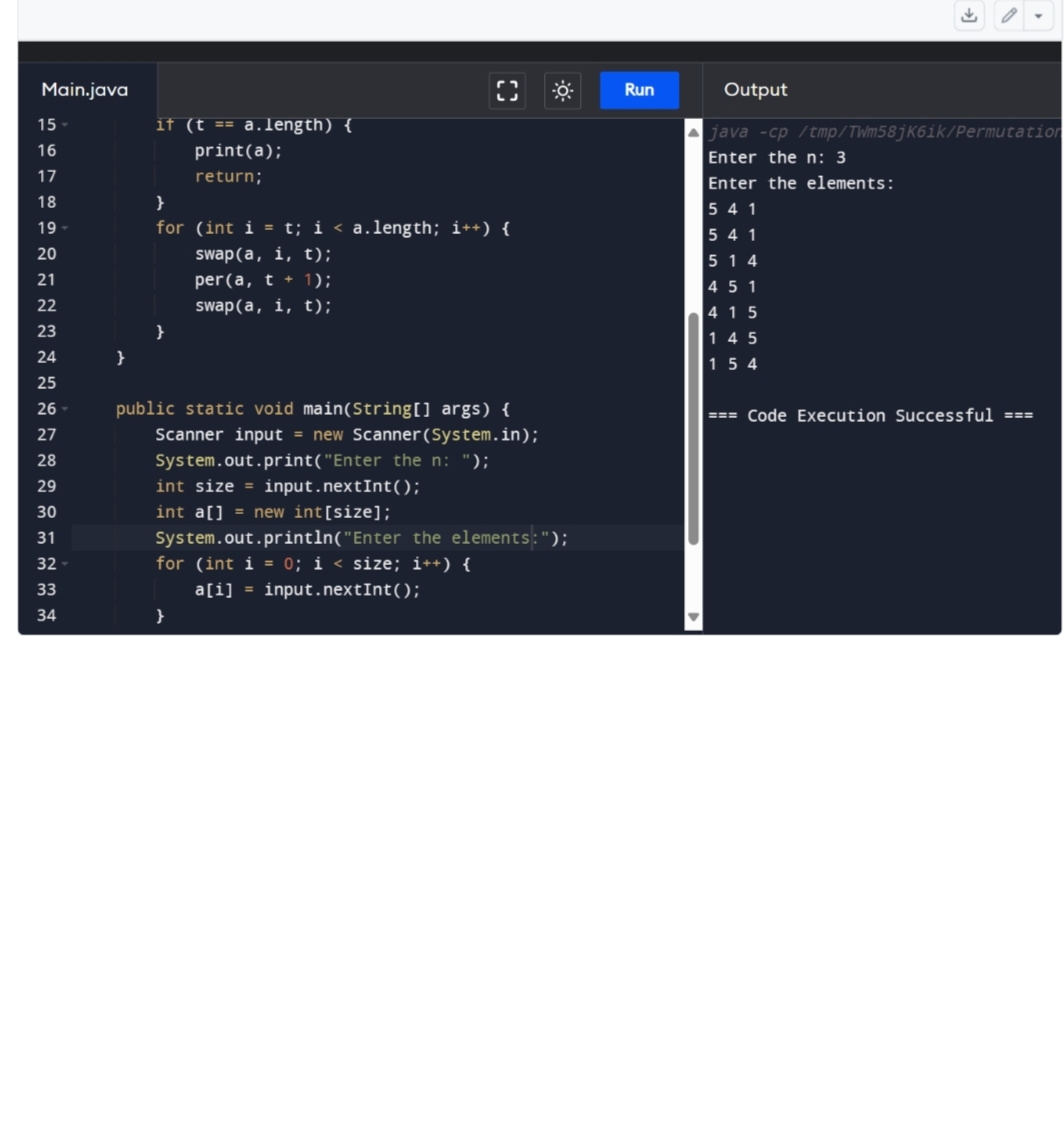 Main.java
Run
15 if (t == a.length) {
16 print(a);
17 return;
18 }
19 for (int i = t; i < a.length; i++) {
20 swap(a, i, t);
21 per(a, t + 1);
22 swap(a, i, t);
23 }
24 }
25
26 public static void main(String[] args) {
27 Scanner input = new Scanner(System.in);
28 System.out.print("Enter the n: ");
29 int size = input.nextInt();
30 int a[] = new int[size];
31 System.out.println("Enter the elements:");
32 for (int i = 0; i < size; i++) {
33 a[i] = input.nextInt();
34 }
Output
java -cp /tmp/TWm58jK6ik/Permutation
Enter the n: 3
Enter the elements:
5 4 1
5 4 1
5 1 4
4 5 1
4 1 5
1 4 5
1 5 4
=== Code Execution Successful ===